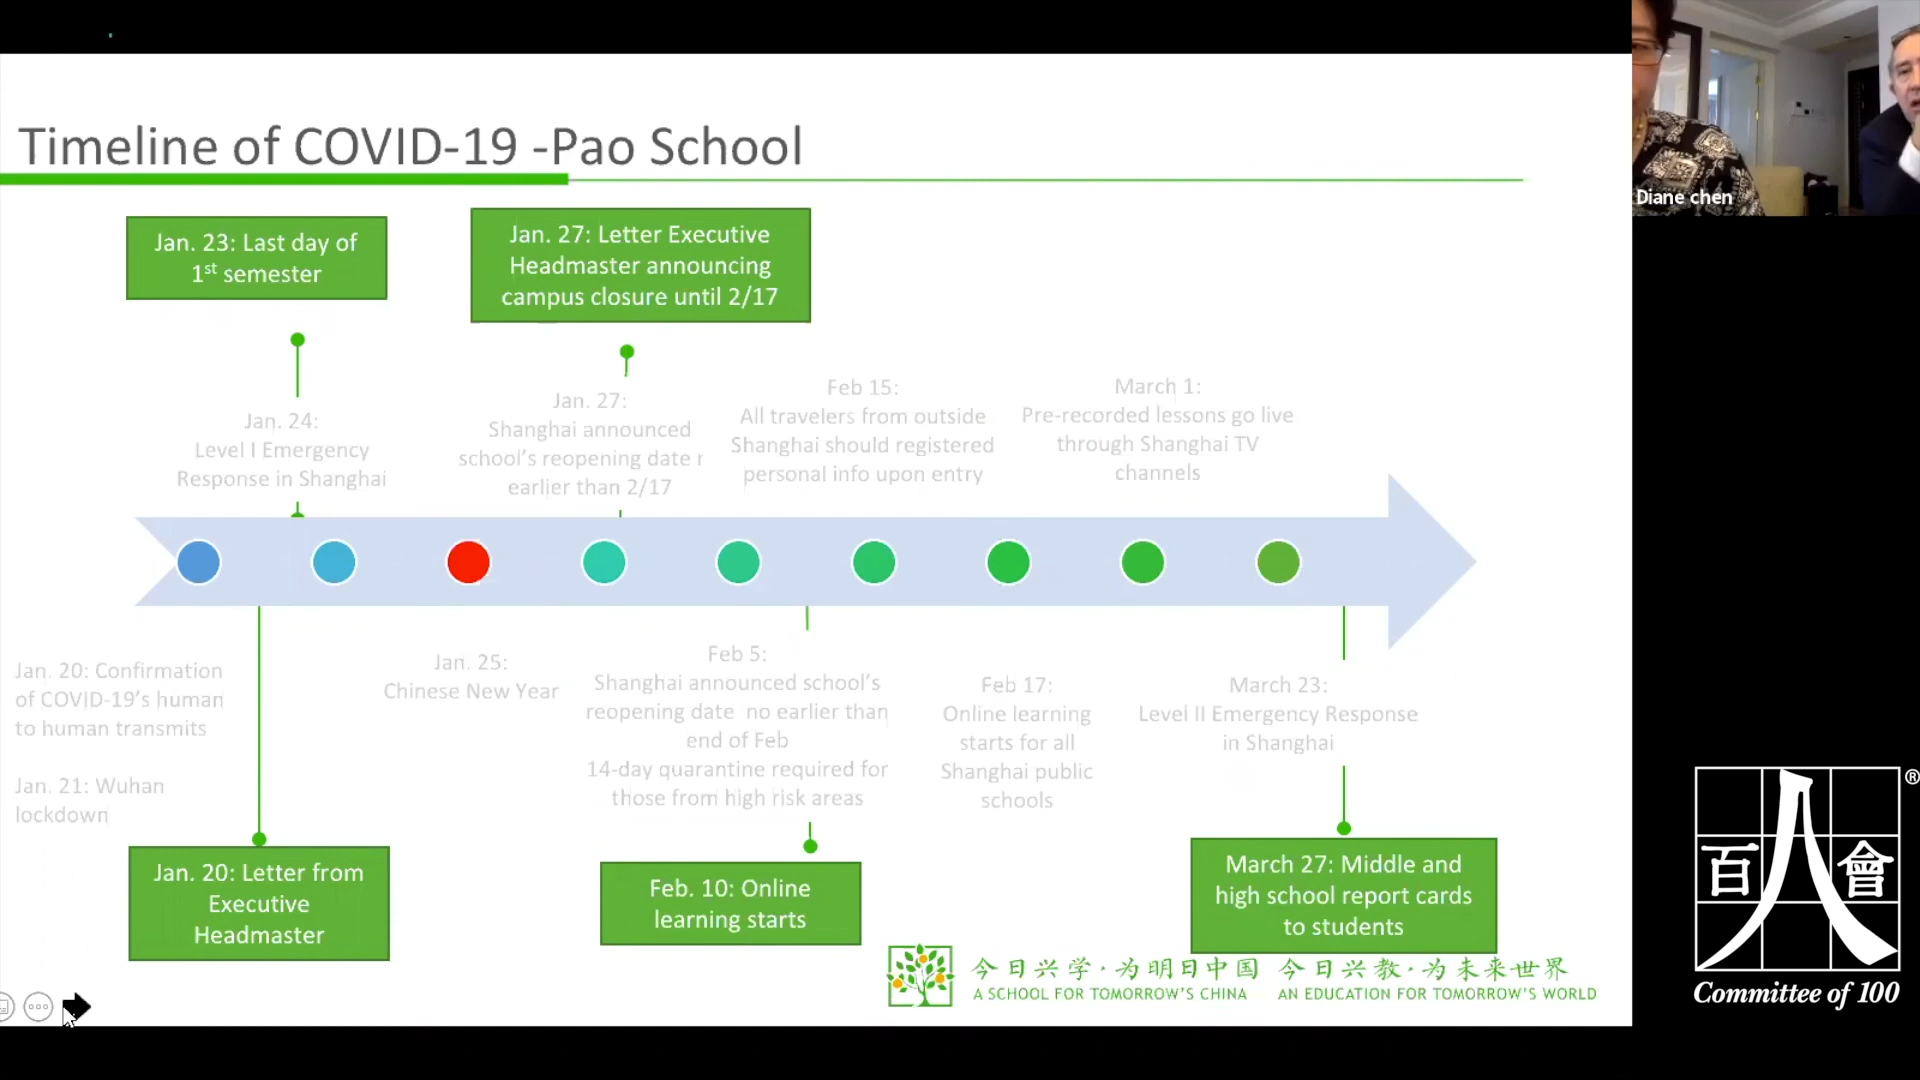 Timeline of COVID-19 -Pao School
Diane chen
Jan. 23: Last day of
1st semester
Jan. 27: Letter Executive
Headmaster announcing
campus closure until 2/17
Jan. 24:
Level I Emergency
Response in Shanghai
Jan. 27:
Shanghai announced
school's reopening date
earlier than 2/17
Feb 15:
All travelers from outside
Shanghai should registered
personal info upon entry
March 1:
Pre-recorded lessons go live
through Shanghai TV
channels
Jan. 20: Confirmation
of COVID-19's human
to human transmits
Jan. 21: Wuhan
lockdown
Jan. 25:
Chinese New Year
Feb 5:
Shanghai announced school's
reopening date no earlier than
end of Feb
14-day quarantine required for
those from high risk areas
Feb 17:
Online learning
starts for all
Shanghai public
schools
March 23:
Level II Emergency Response
in Shanghai
Jan. 20: Letter from
Executive
Headmaster
Feb. 10: Online
learning starts
March 27: Middle and
high school report cards
to students
今日兴学·为明日中国 今日兴教·为未来世界
A SCHOOL FOR TOMORROW'S CHINA AN EDUCATION FOR TOMORROW'S WORLD
百人會
®
Committee of 100